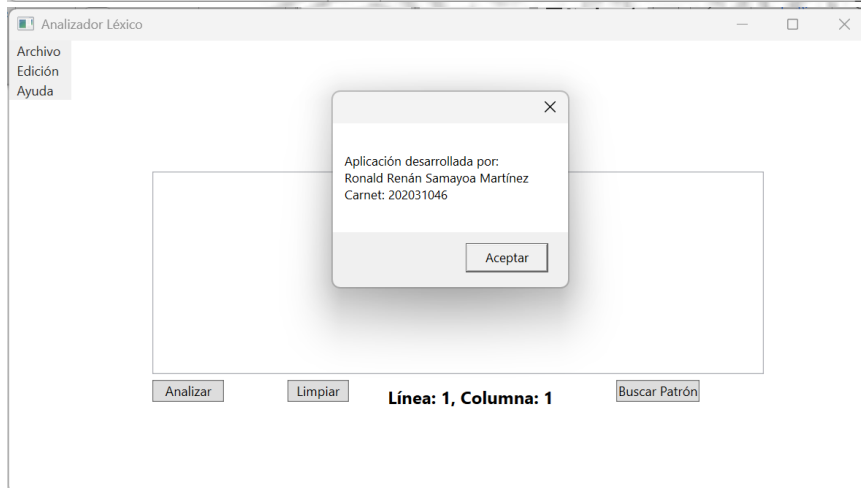 Analizador Léxico
Archivo
Edición
Ayuda
Aplicación desarrollada por:
Ronald Renán Samayoa Martínez
Carnet: 202031046
Aceptar
Analizar
Limpiar
Línea: 1, Columna: 1
Buscar Patrón